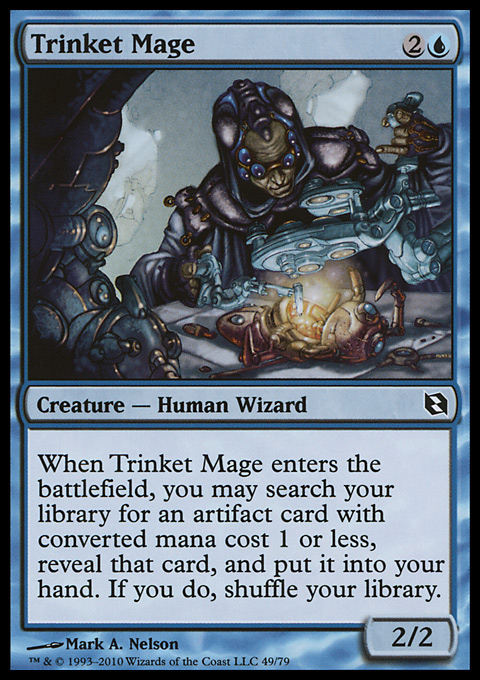 Trinket Mage 2
Creature — Human Wizard
When Trinket Mage enters the
battlefield, you may search your
library for an artifact card with
converted mana cost 1 or less,
reveal that card, and put it into your
hand. If you do, shuffle your library.
2/2
Mark A. Nelson
™ & © 1993–2010 Wizards of the Coast LLC 49/79